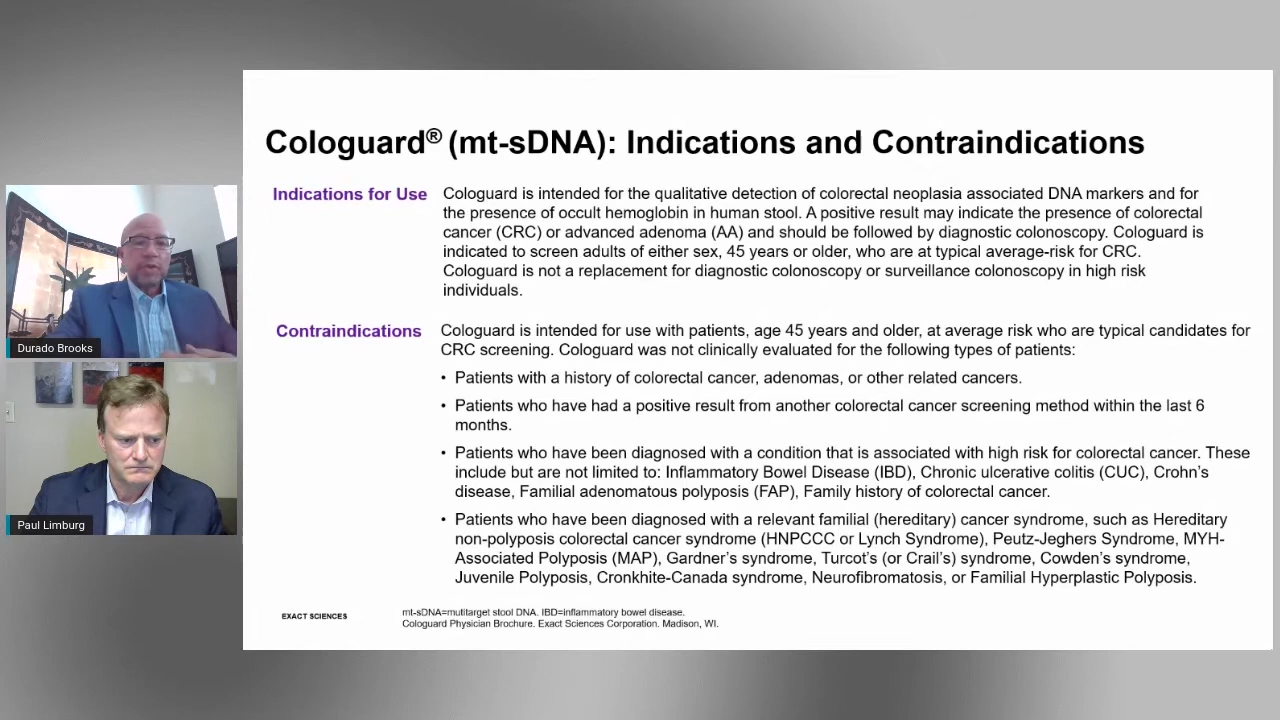 Cologuard® (mt-sDNA): Indications and Contraindications
Indications for Use
Cologuard is intended for the qualitative detection of colorectal neoplasia associated DNA markers and for
the presence of occult hemoglobin in human stool. A positive result may indicate the presence of colorectal
cancer (CRC) or advanced adenoma (AA) and should be followed by diagnostic colonoscopy. Cologuard is
indicated to screen adults of either sex, 45 years or older, who are at typical average-risk for CRC.
Cologuard is not a replacement for diagnostic colonoscopy or surveillance colonoscopy in high risk
individuals.
Contraindications
Cologuard is intended for use with patients, age 45 years and older, at average risk who are typical candidates for
CRC screening. Cologuard was not clinically evaluated for the following types of patients:
• Patients with a history of colorectal cancer, adenomas, or other related cancers.
• Patients who have had a positive result from another colorectal cancer screening method within the last 6
months.
• Patients who have been diagnosed with a condition that is associated with high risk for colorectal cancer. These
include but are not limited to: Inflammatory Bowel Disease (IBD), Chronic ulcerative colitis (CUC), Crohn's
disease, Familial adenomatous polyposis (FAP), Family history of colorectal cancer.
• Patients who have been diagnosed with a relevant familial (hereditary) cancer syndrome, such as Hereditary
non-polyposis colorectal cancer syndrome (HNPCCC or Lynch Syndrome), Peutz-Jeghers Syndrome, MYH-
Associated Polyposis (MAP), Gardner's syndrome, Turcot's (or Crail's) syndrome, Cowden's syndrome,
Juvenile Polyposis, Cronkhite-Canada syndrome, Neurofibromatosis, or Familial Hyperplastic Polyposis.
EXACT SCIENCES
mt-sDNA=mutitarget stool DNA. IBD=inflammatory bowel disease.
Cologuard Physician Brochure. Exact Sciences Corporation. Madison, WI.
Durado Brooks
Paul Limburg